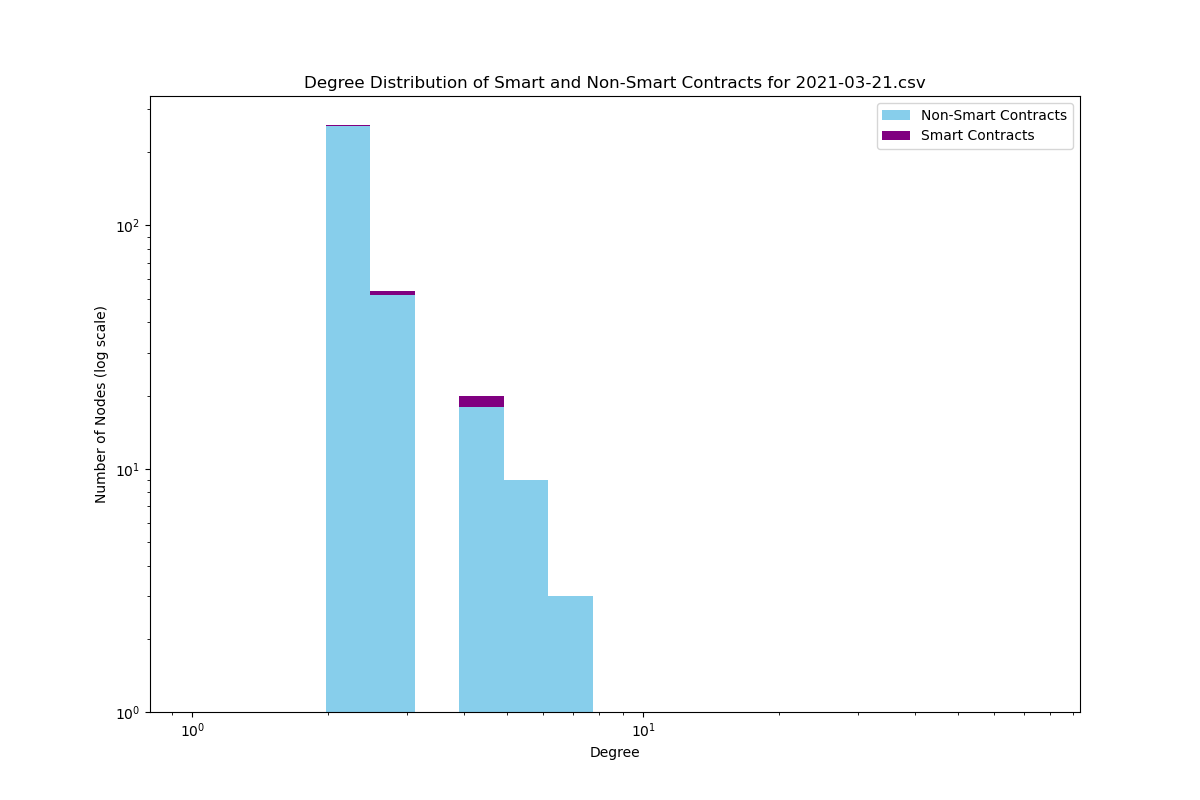 Degree Distribution of Smart and Non-Smart Contracts for 2021-03-21.csv
Non-Smart Contracts
Smart Contracts
Number of Nodes (log scale)
10²
10¹
10⁰
10⁰ 10¹
Degree